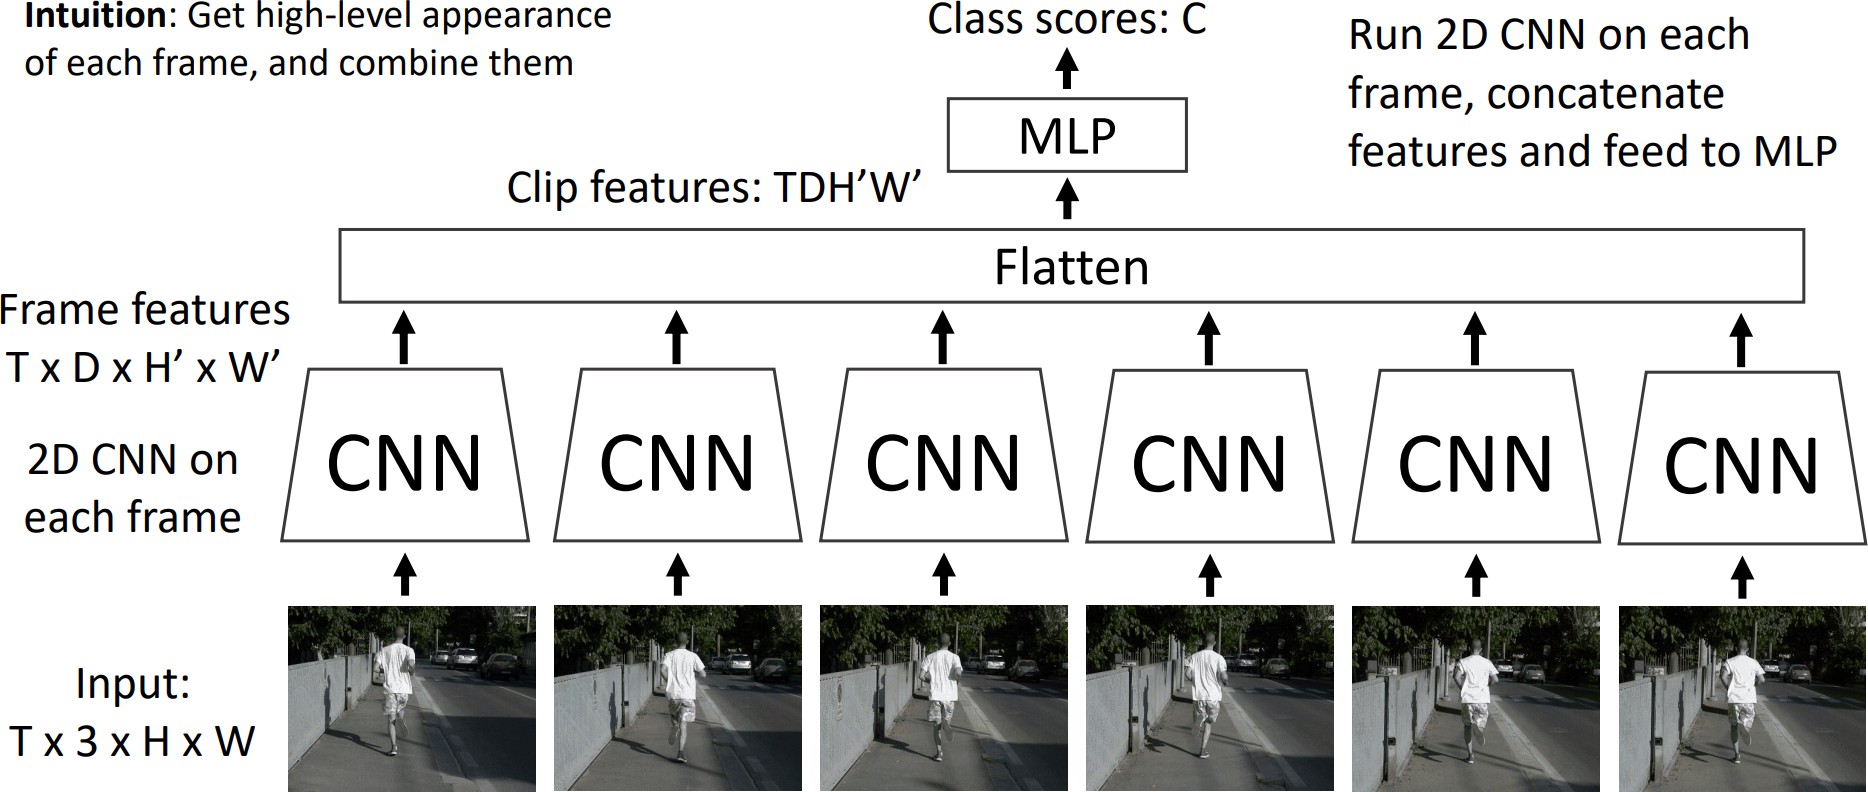 Intuition: Get high-level appearance
of each frame, and combine them
Class scores: C
Run 2D CNN on each
frame, concatenate
features and feed to MLP
MLP
Clip features: TDH’W’
Flatten
Frame features
T x D x H’ x W’
CNN CNN CNN CNN CNN CNN
2D CNN on
each frame
Input:
T x 3 x H x W